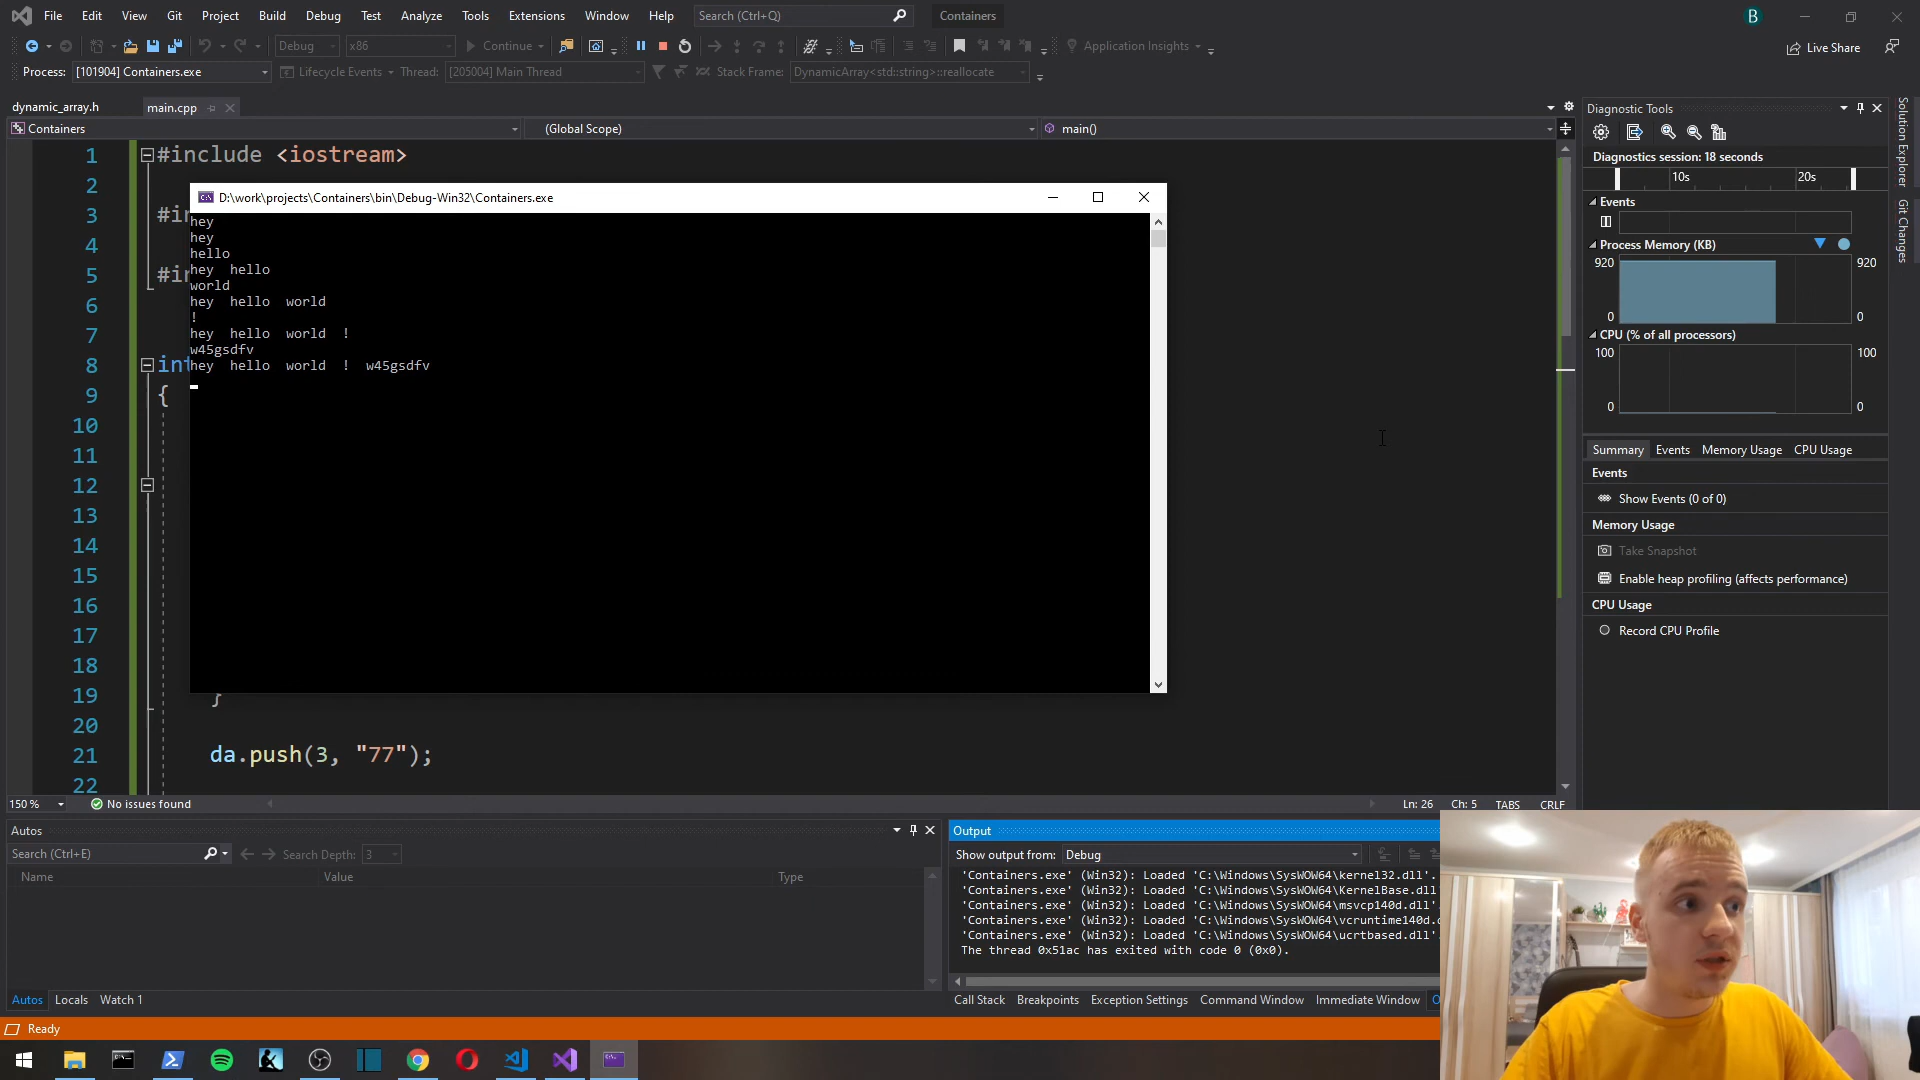 File Edit View Git Project Build Debug Test Analyze Tools Extensions Window Help Search (Ctrl+Q) Containers B
Debug x86 Continue Application Insights Live Share
Process: [101904] Containers.exe Lifecycle Events Thread: [205004] Main Thread Stack Frame: DynamicArray<std::string>::reallocate
dynamic_array.h main.cpp
Containers (Global Scope) main()
1 #include <iostream>
2
3 #in
4
5 #in
6
7
8 int
9 {
10
11
12
13
14
15
16
17
18
19 }
20
21 da.push(3, "77");
22
D:\work\projects\Containers\bin\Debug-Win32\Containers.exe
hey
hey
hello
hey hello
world
hey hello world
!
hey hello world !
w45gsdfv
hey hello world ! w45gsdfv
150 % No issues found Ln: 26 Ch: 5 TABS CRLF
Diagnostic Tools
Diagnostics session: 18 seconds
10s 20s
Events
Process Memory (KB)
920 920
0 0
CPU (% of all processors)
100 100
0 0
Summary Events Memory Usage CPU Usage
Events
Show Events (0 of 0)
Memory Usage
Take Snapshot
Enable heap profiling (affects performance)
CPU Usage
Record CPU Profile
Solution Explorer
Git Changes
Autos
Search (Ctrl+E) Search Depth: 3
Name Value Type
Autos Locals Watch 1
Output
Show output from: Debug
'Containers.exe' (Win32): Loaded 'C:\Windows\SysWOW64\kernel32.dll'.
'Containers.exe' (Win32): Loaded 'C:\Windows\SysWOW64\KernelBase.dll'
'Containers.exe' (Win32): Loaded 'C:\Windows\SysWOW64\msvcp140d.dll'.
'Containers.exe' (Win32): Loaded 'C:\Windows\SysWOW64\vcruntime140d.d
'Containers.exe' (Win32): Loaded 'C:\Windows\SysWOW64\ucrtbased.dll'.
The thread 0x51ac has exited with code 0 (0x0).
Call Stack Breakpoints Exception Settings Command Window Immediate Window O
Ready